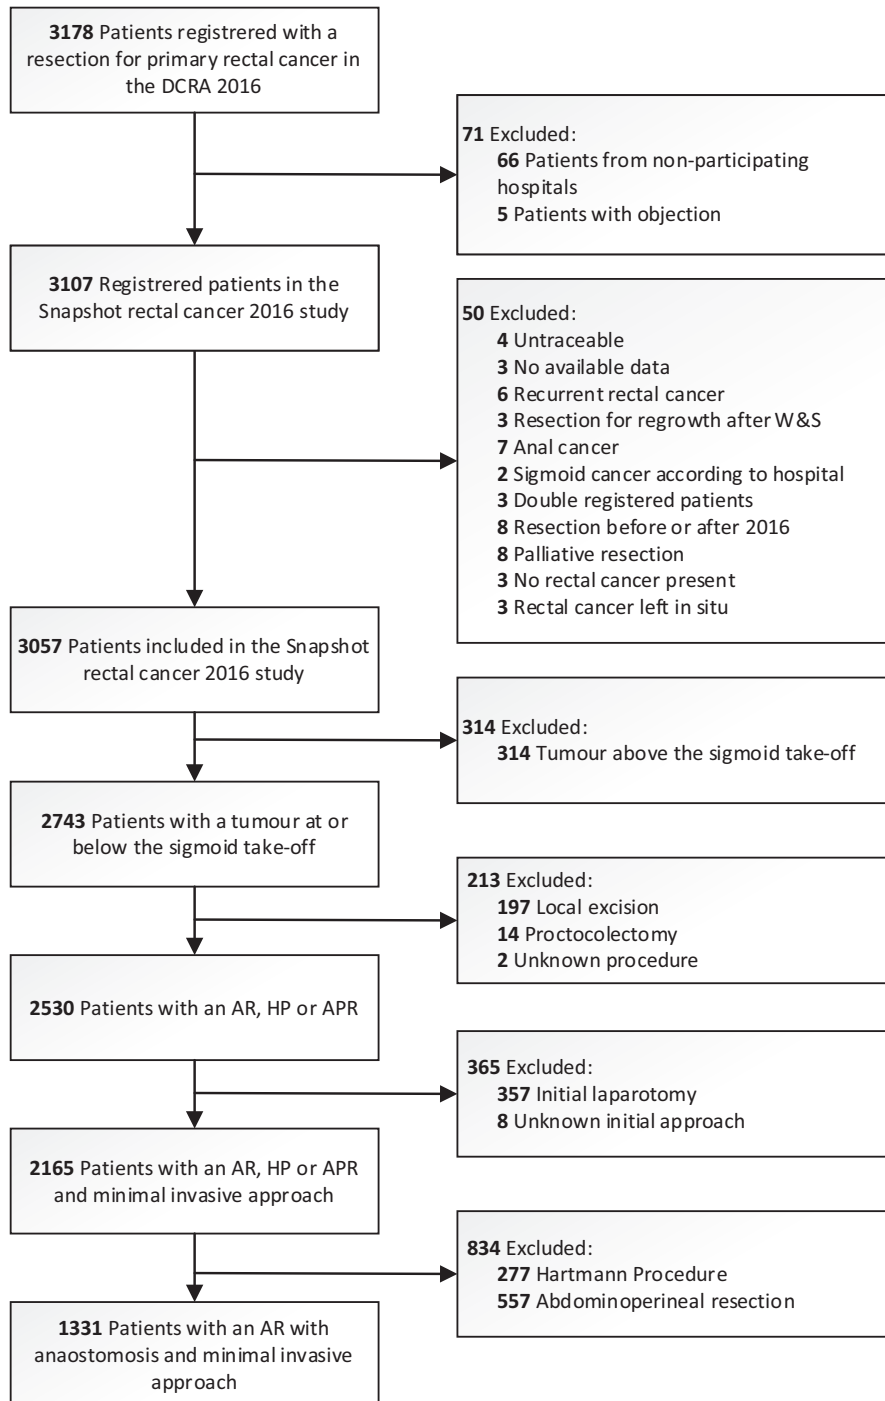 3178 Patients registrered with a
resection for primary rectal cancer in
the DCRA 2016
71 Excluded:
66 Patients from non-participating
hospitals
5 Patients with objection
3107 Registrered patients in the
Snapshot rectal cancer 2016 study
50 Excluded:
4 Untraceable
3 No available data
6 Recurrent rectal cancer
3 Resection for regrowth after W&S
7 Anal cancer
2 Sigmoid cancer according to hospital
3 Double registered patients
8 Resection before or after 2016
8 Palliative resection
3 No rectal cancer present
3 Rectal cancer left in situ
3057 Patients included in the Snapshot
rectal cancer 2016 study
314 Excluded:
314 Tumour above the sigmoid take-off
2743 Patients with a tumour at or
below the sigmoid take-off
213 Excluded:
197 Local excision
14 Proctocolectomy
2 Unknown procedure
2530 Patients with an AR, HP or APR
365 Excluded:
357 Initial laparotomy
8 Unknown initial approach
2165 Patients with an AR, HP or APR
and minimal invasive approach
834 Excluded:
277 Hartmann Procedure
557 Abdominoperineal resection
1331 Patients with an AR with
anaostomosis and minimal invasive
approach